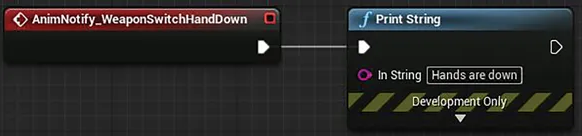 AnimNotify_WeaponSwitchHandDown
f Print String
In String Hands are down
Development Only